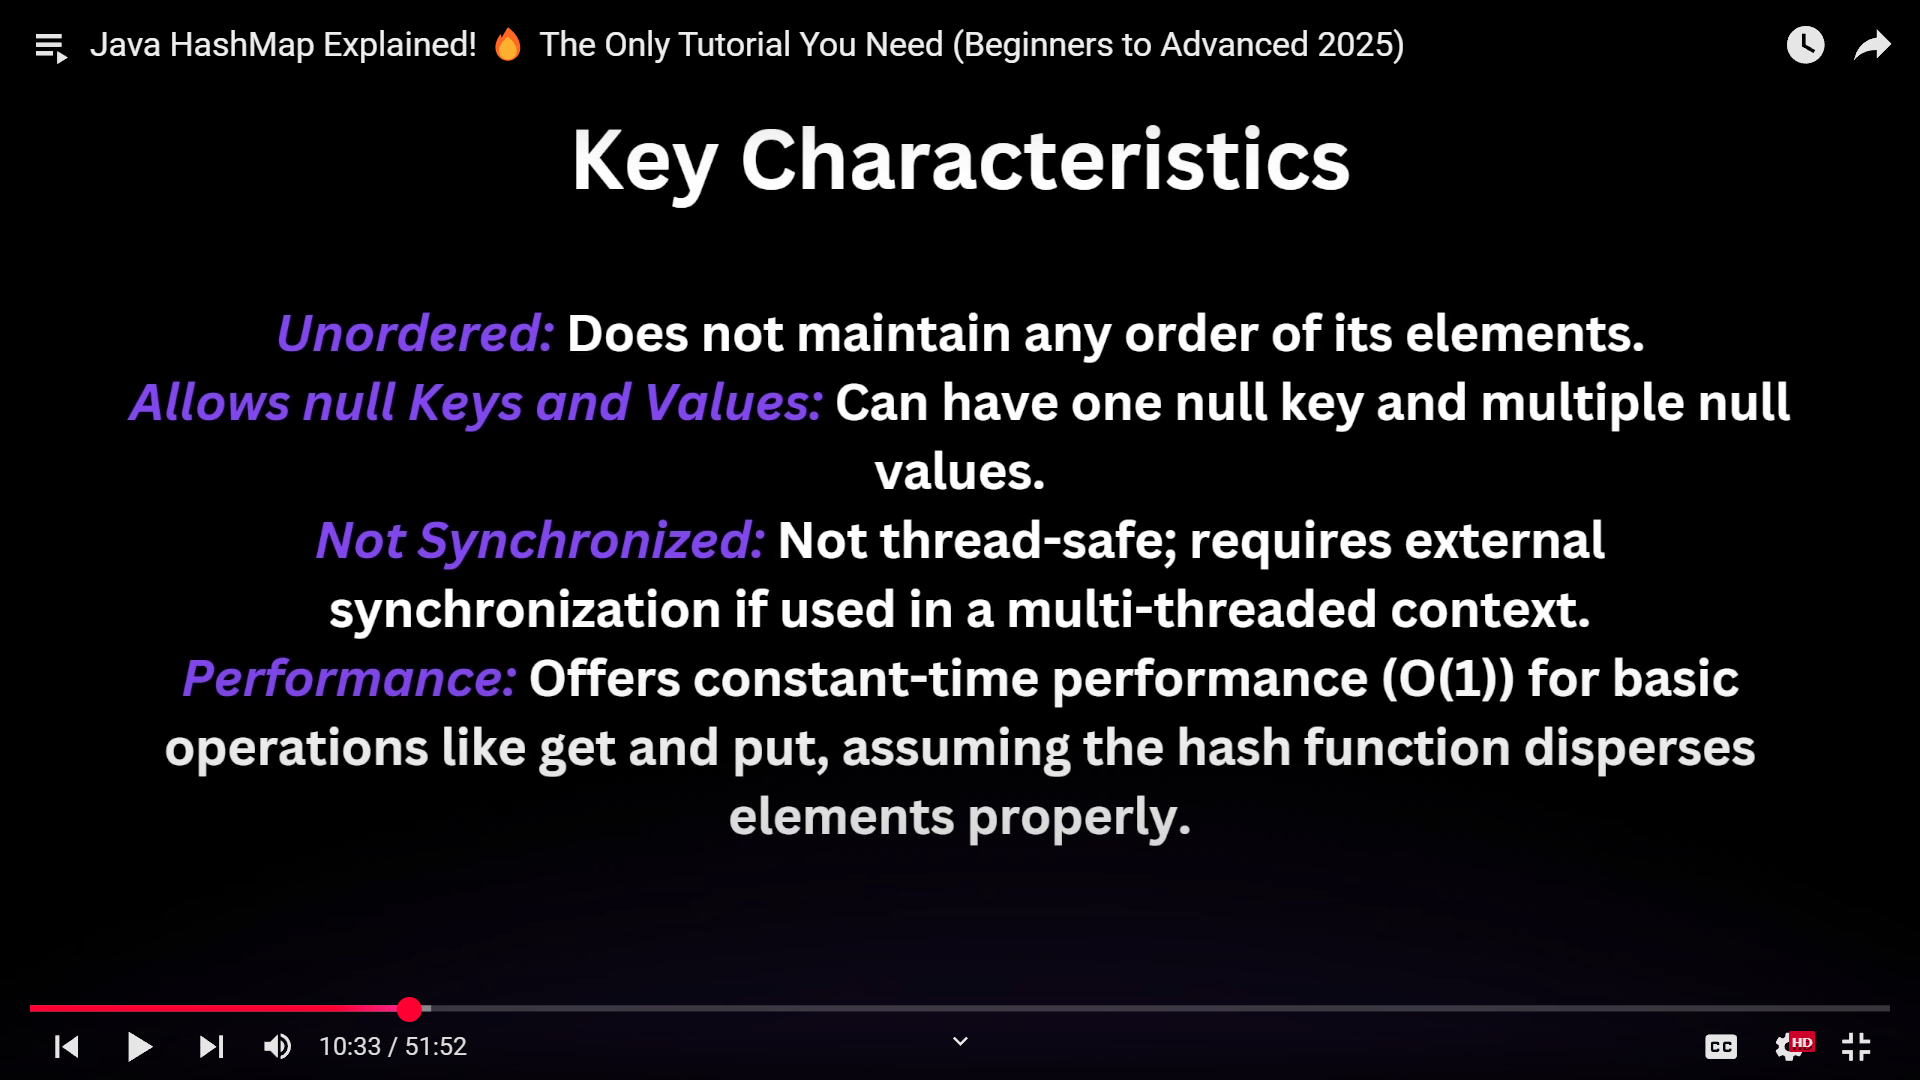 Java HashMap Explained! 🔥 The Only Tutorial You Need (Beginners to Advanced 2025)
Key Characteristics
Unordered: Does not maintain any order of its elements.
Allows null Keys and Values: Can have one null key and multiple null
values.
Not Synchronized: Not thread-safe; requires external
synchronization if used in a multi-threaded context.
Performance: Offers constant-time performance (O(1)) for basic
operations like get and put, assuming the hash function disperses
elements properly.
10:33 / 51:52
CC
HD